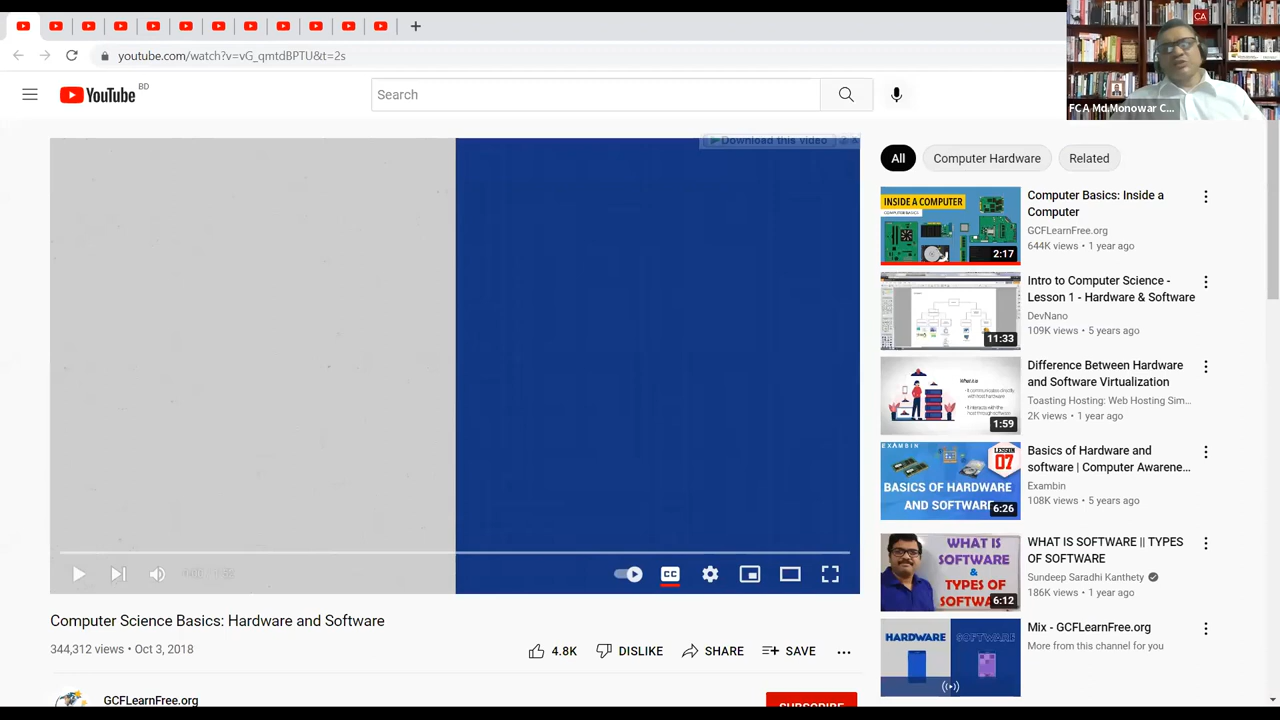 youtube.com/watch?v=vG_qmtdBPTU&t=2s
CA
FCA Md.Monowar C...
YouTube
BD
Search
Download this video
All
Computer Hardware
Related
INSIDE A COMPUTER
COMPUTER BASICS
2:17
Computer Basics: Inside a
Computer
GCFLearnFree.org
644K views • 1 year ago
11:33
Intro to Computer Science -
Lesson 1 - Hardware & Software
DevNano
109K views • 5 years ago
1:59
Difference Between Hardware
and Software Virtualization
Toasting Hosting: Web Hosting Sim...
2K views • 1 year ago
EXAMBIN
LESSON
07
BASICS OF HARDWARE
AND SOFTWARE
6:26
Basics of Hardware and
software | Computer Awarene...
Exambin
108K views • 5 years ago
WHAT IS
SOFTWARE
&
TYPES OF
SOFTWA
6:12
WHAT IS SOFTWARE || TYPES
OF SOFTWARE
Sundeep Saradhi Kanthety
186K views • 1 year ago
HARDWARE
SOFTWARE
Mix - GCFLearnFree.org
More from this channel for you
CC
Computer Science Basics: Hardware and Software
344,312 views • Oct 3, 2018
4.8K
DISLIKE
SHARE
SAVE
GCFLearnFree.org
SUBSCRIBE